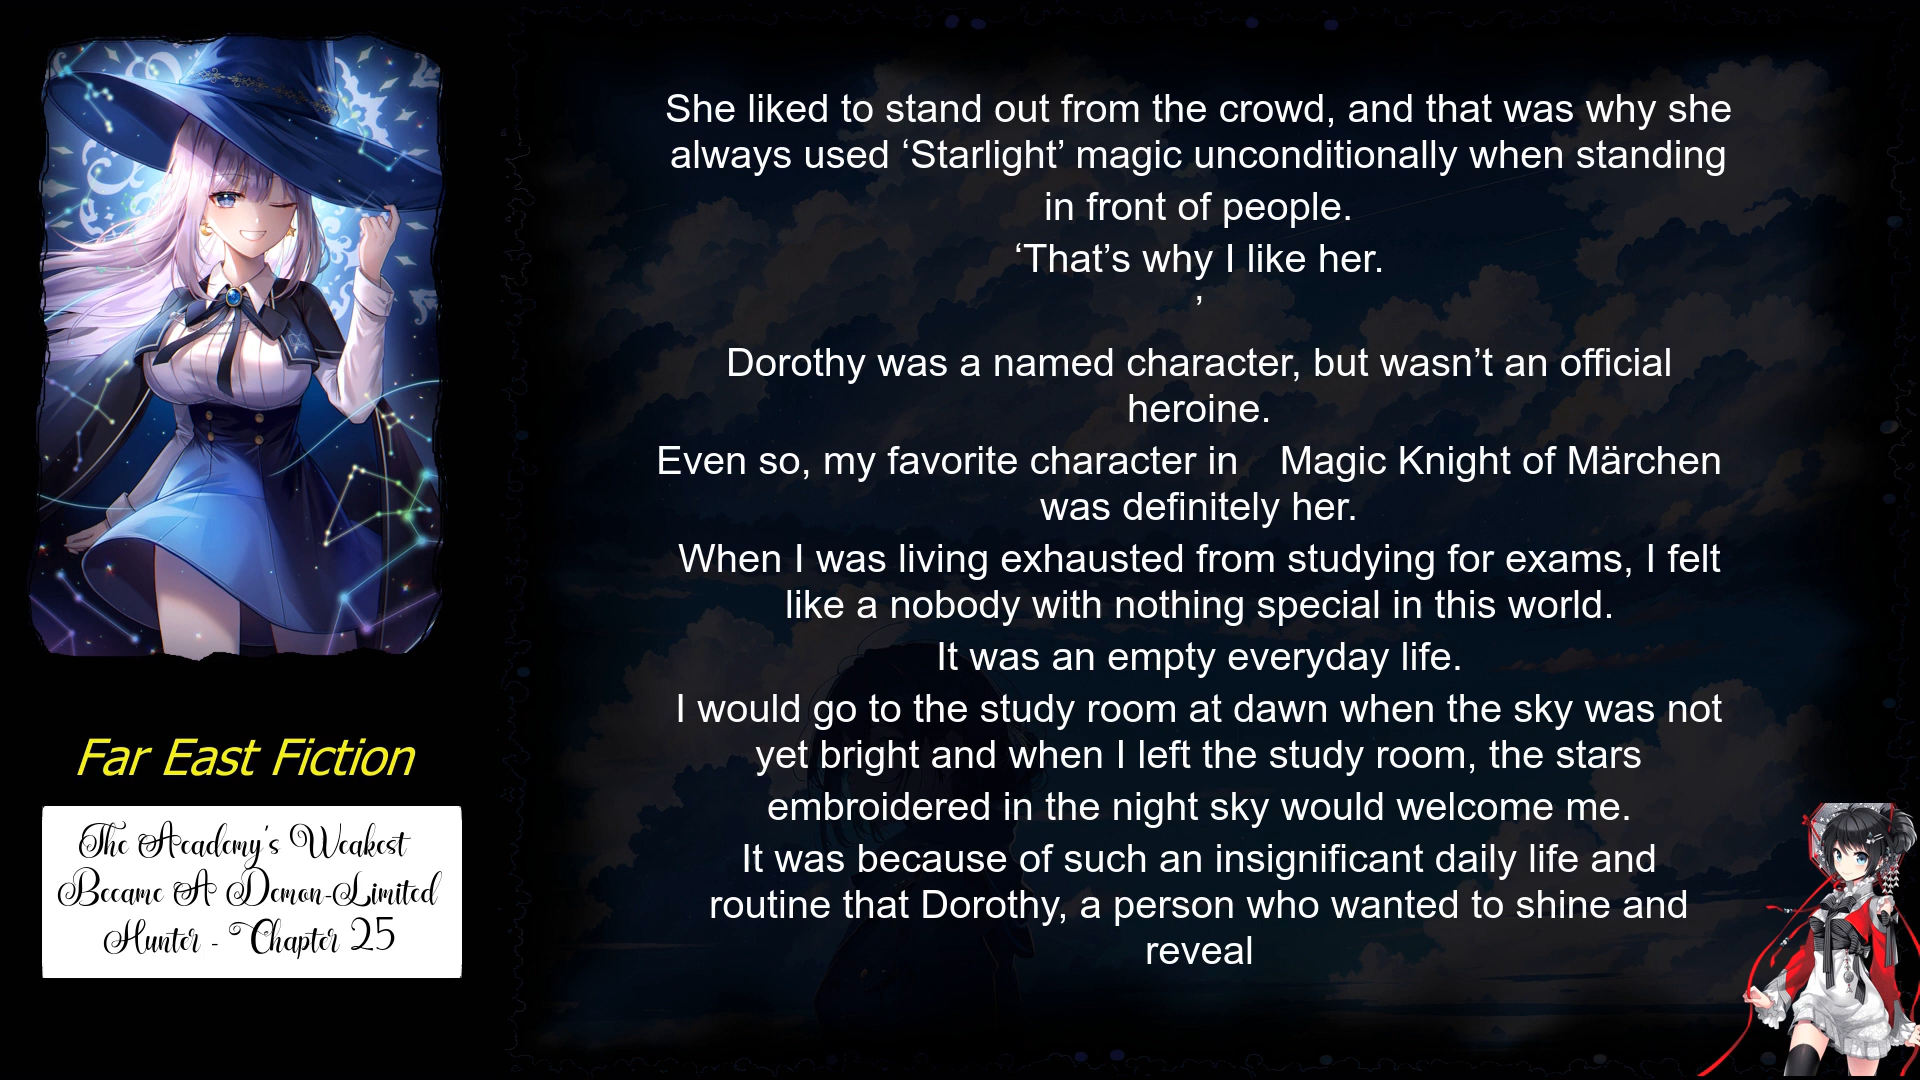 She liked to stand out from the crowd, and that was why she
always used ‘Starlight’ magic unconditionally when standing
in front of people.
‘That’s why I like her.
’
Dorothy was a named character, but wasn’t an official
heroine.
Even so, my favorite character in    Magic Knight of Märchen
was definitely her.
When I was living exhausted from studying for exams, I felt
like a nobody with nothing special in this world.
It was an empty everyday life.
I would go to the study room at dawn when the sky was not
yet bright and when I left the study room, the stars
embroidered in the night sky would welcome me.
It was because of such an insignificant daily life and
routine that Dorothy, a person who wanted to shine and
reveal
Far East Fiction
The Academy's Weakest
Became A Demon-Limited
Hunter - Chapter 25